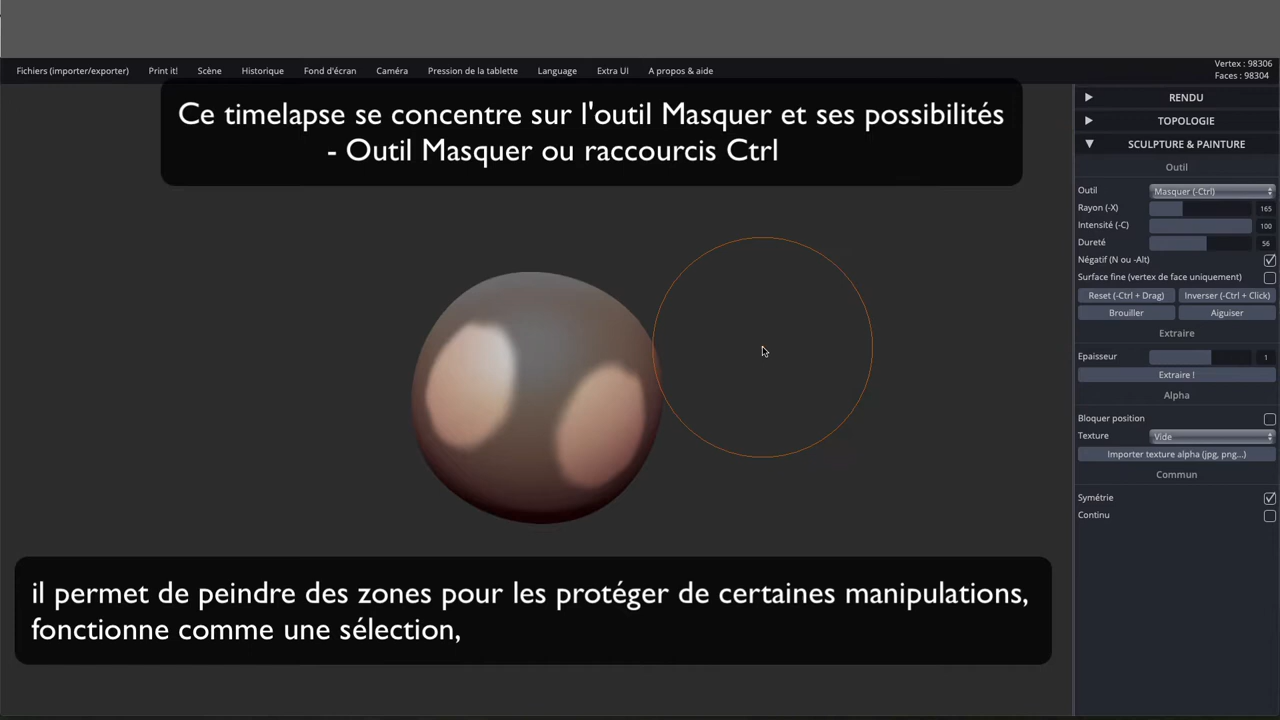 Fichiers (importer/exporter) Print it! Scène Historique Fond d'écran Caméra Pression de la tablette Language Extra UI A propos & aide
Vertex : 98306
Faces : 98304
Ce timelapse se concentre sur l'outil Masquer et ses possibilités
- Outil Masquer ou raccourcis Ctrl
RENDU
TOPOLOGIE
SCULPTURE & PAINTURE
Outil
Outil Masquer (-Ctrl)
Rayon (-X) 165
Intensité (-C) 100
Dureté 56
Négatif (N ou -Alt)
Surface fine (vertex de face uniquement)
Reset (-Ctrl + Drag) Inverser (-Ctrl + Click)
Brouiller Aiguiser
Extraire
Epaisseur 1
Extraire !
Alpha
Bloquer position
Texture Vide
Importer texture alpha (jpg, png...)
Commun
Symétrie
Continu
il permet de peindre des zones pour les protéger de certaines manipulations,
fonctionne comme une sélection,